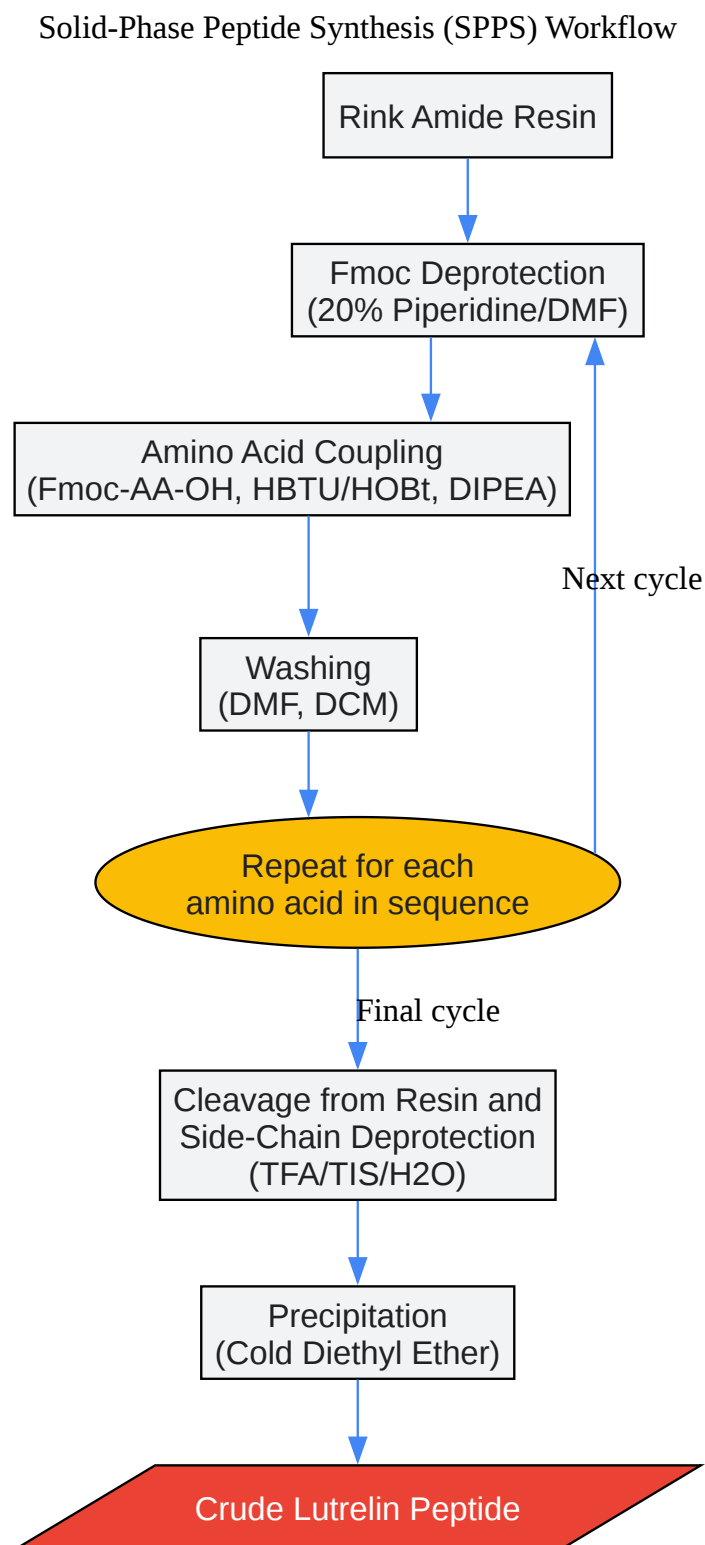 Solid-Phase Peptide Synthesis (SPPS) Workflow
Rink Amide Resin
Fmoc Deprotection
(20% Piperidine/DMF)
Amino Acid Coupling
(Fmoc-AA-OH, HBTU/HOBt, DIPEA)
Next cycle
Washing
(DMF, DCM)
Repeat for each
amino acid in sequence
Final cycle
Cleavage from Resin and
Side-Chain Deprotection
(TFA/TIS/H2O)
Precipitation
(Cold Diethyl Ether)
Crude Lutrelin Peptide